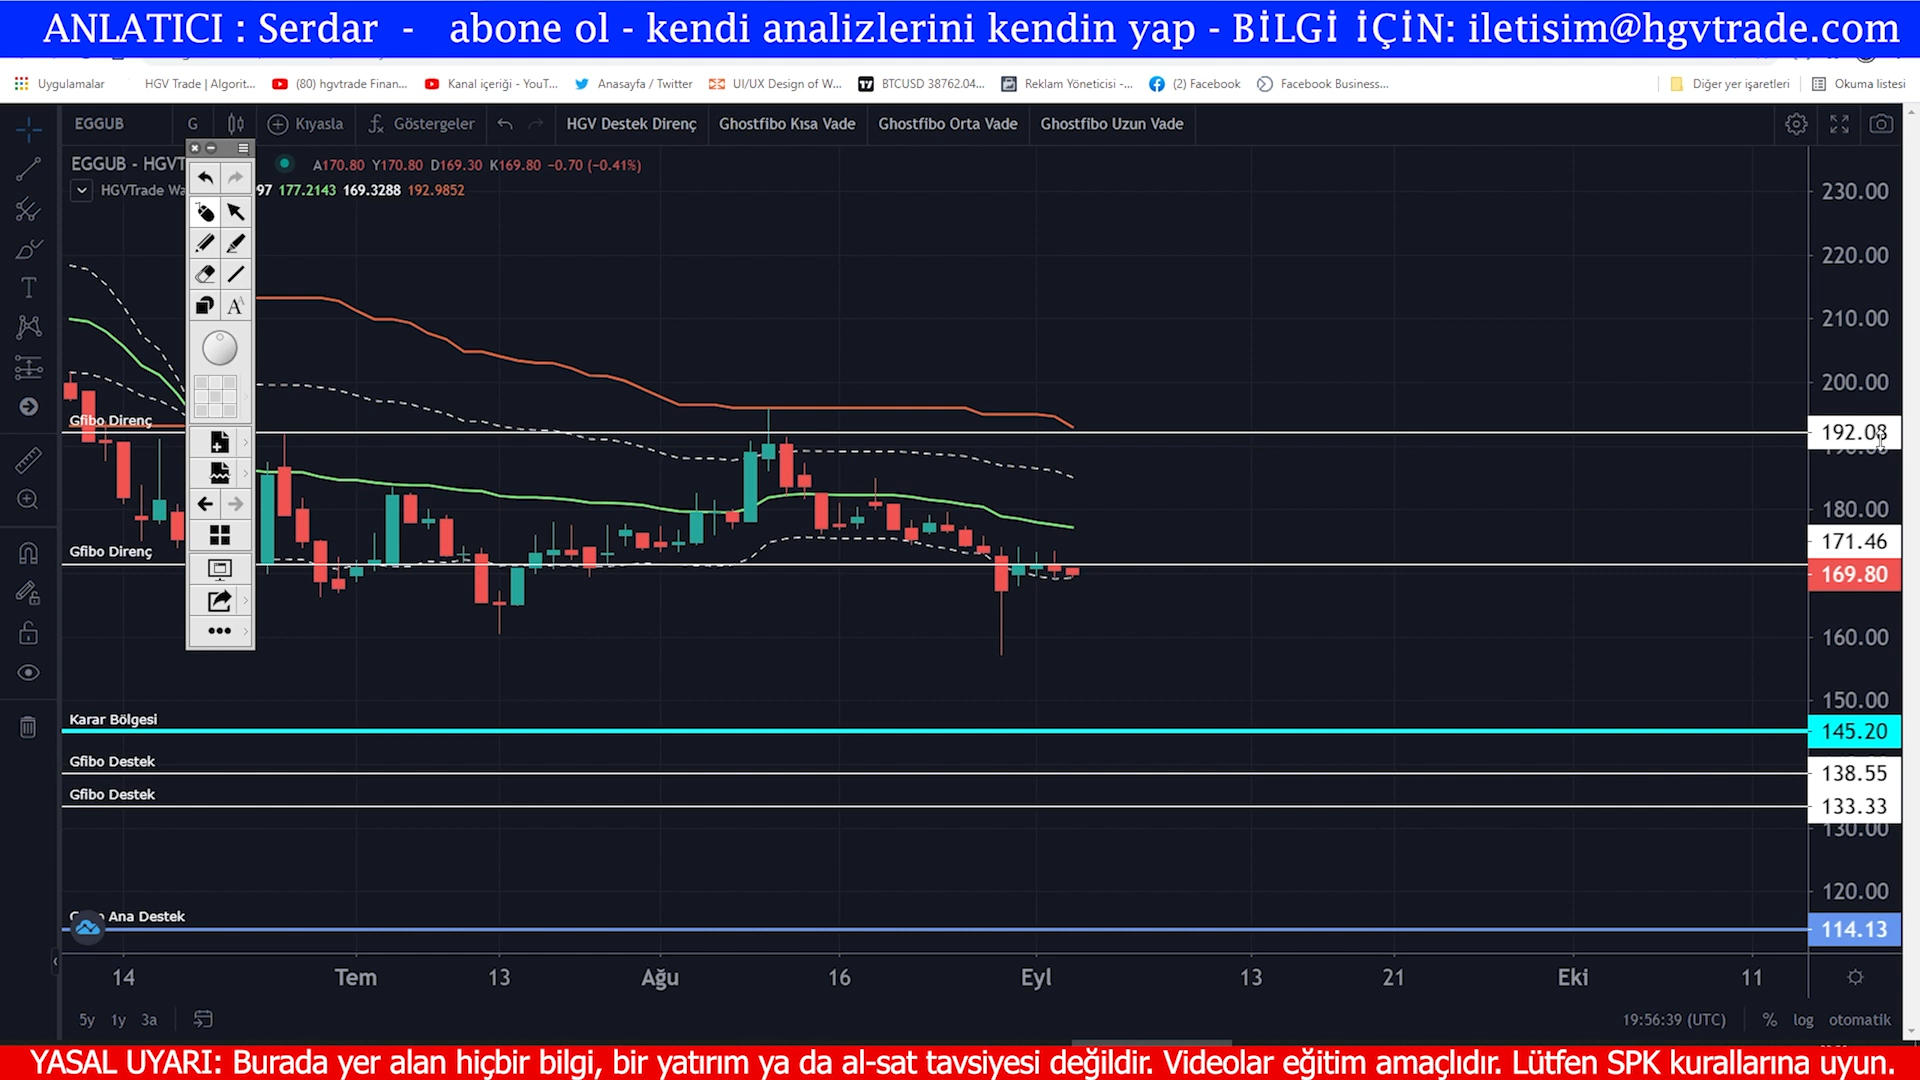 ANLATICI : Serdar - abone ol - kendi analizlerini kendin yap - BİLGİ İÇİN: iletisim@hgvtrade.com
Uygulamalar HGV Trade | Algorit... (80) hgvtrade Finan... Kanal içeriği - YouT... Anasayfa / Twitter UI/UX Design of W... BTCUSD 38762.04... Reklam Yöneticisi -... (2) Facebook Facebook Business... Diğer yer işaretleri Okuma listesi
EGGUB G Kıyasla Göstergeler HGV Destek Direnç Ghostfibo Kısa Vade Ghostfibo Orta Vade Ghostfibo Uzun Vade
EGGUB - HGVT A170.80 Y170.80 D169.30 K169.80 -0.70 (-0.41%)
HGVTrade Wa 97 177.2143 169.3288 192.9852
230.00
220.00
210.00
200.00
Gfibo Direnç
192.08
180.00
Gfibo Direnç
171.46
169.80
160.00
150.00
Karar Bölgesi
145.20
Gfibo Destek
138.55
Gfibo Destek
133.33
130.00
120.00
Ana Destek
114.13
14 Tem 13 Ağu 16 Eyl 13 21 Eki 11
5y 1y 3a 19:56:39 (UTC) % log otomatik
YASAL UYARI: Burada yer alan hiçbir bilgi, bir yatırım ya da al-sat tavsiyesi değildir. Videolar eğitim amaçlıdır. Lütfen SPK kurallarına uyun.